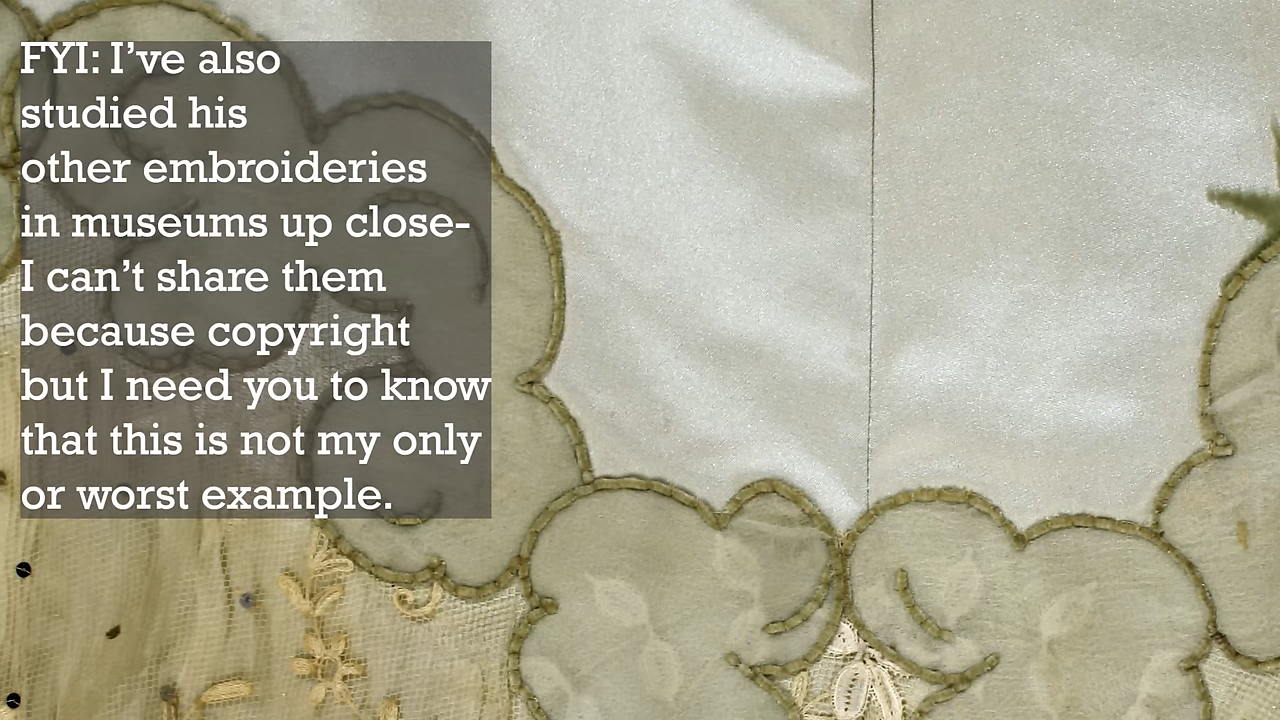 FYI: I’ve also
studied his
other embroideries
in museums up close-
I can’t share them
because copyright
but I need you to know
that this is not my only
or worst example.